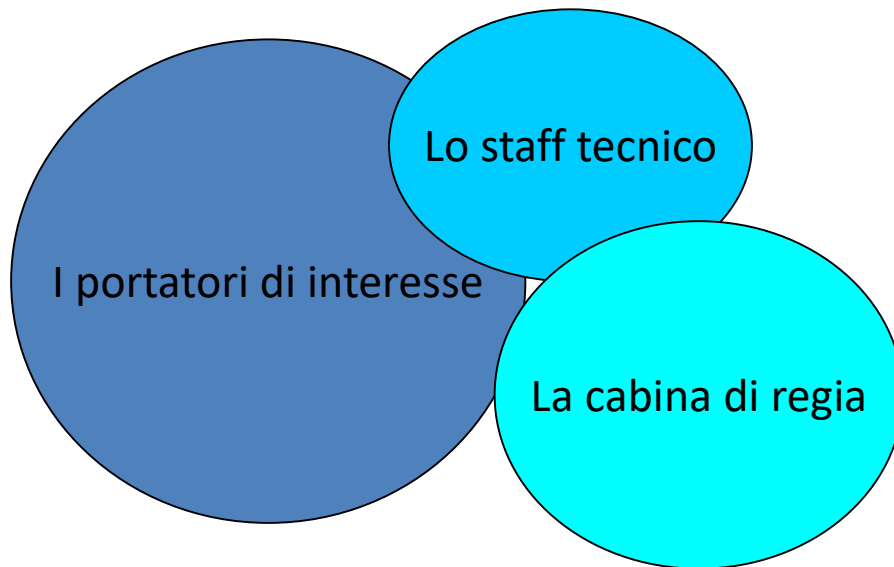 Lo staff tecnico
I portatori di interesse
La cabina di regia